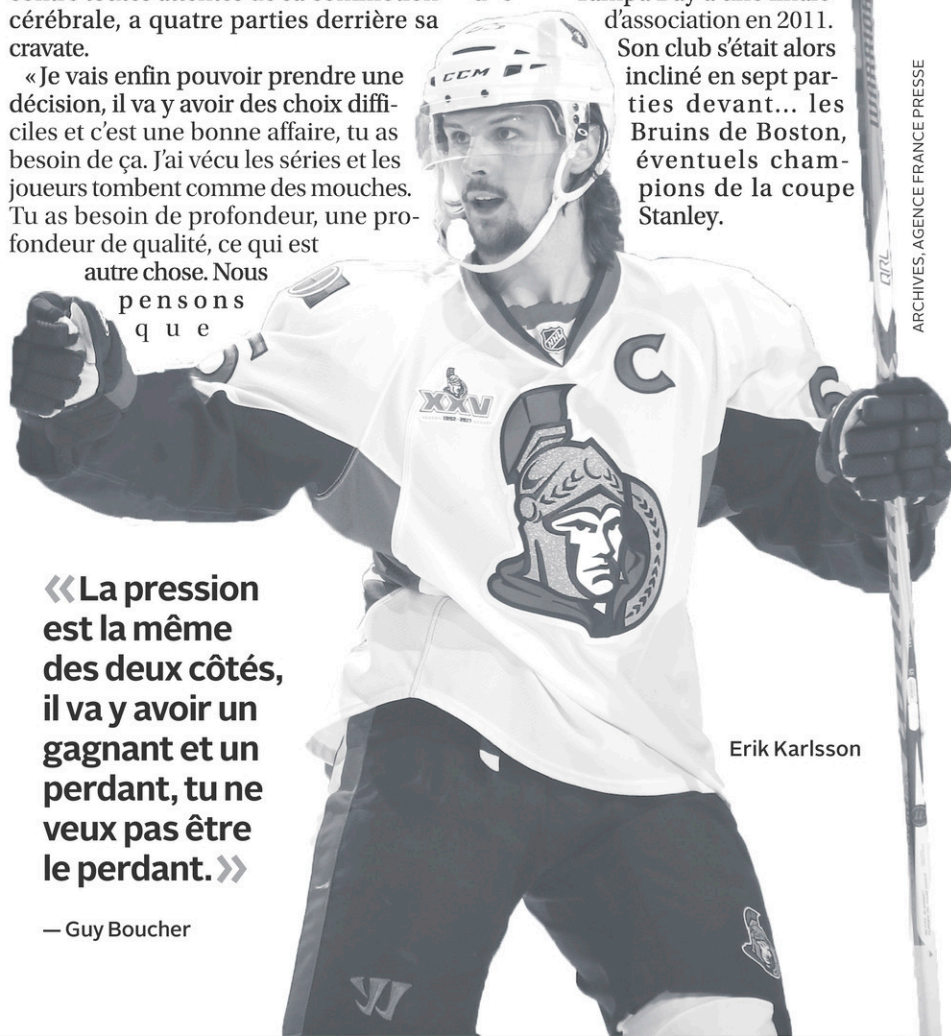 cérébrale, a quatre parties derrière sa
cravate.
«Je vais enfin pouvoir prendre une
décision, il va y avoir des choix diffi-
ciles et c’est une bonne affaire, tu as
besoin de ça. J’ai vécu les séries et les
joueurs tombent comme des mouches.
Tu as besoin de profondeur, une pro-
fondeur de qualité, ce qui est
autre chose. Nous
pensons
que
d’association en 2011.
Son club s’était alors
incliné en sept par-
ties devant... les
Bruins de Boston,
éventuels cham-
pions de la coupe
Stanley.
ARCHIVES, AGENCE FRANCE PRESSE
CCM
C
XXV
NHL
«La pression
est la même
des deux côtés,
il va y avoir un
gagnant et un
perdant, tu ne
veux pas être
le perdant.»
— Guy Boucher
Erik Karlsson